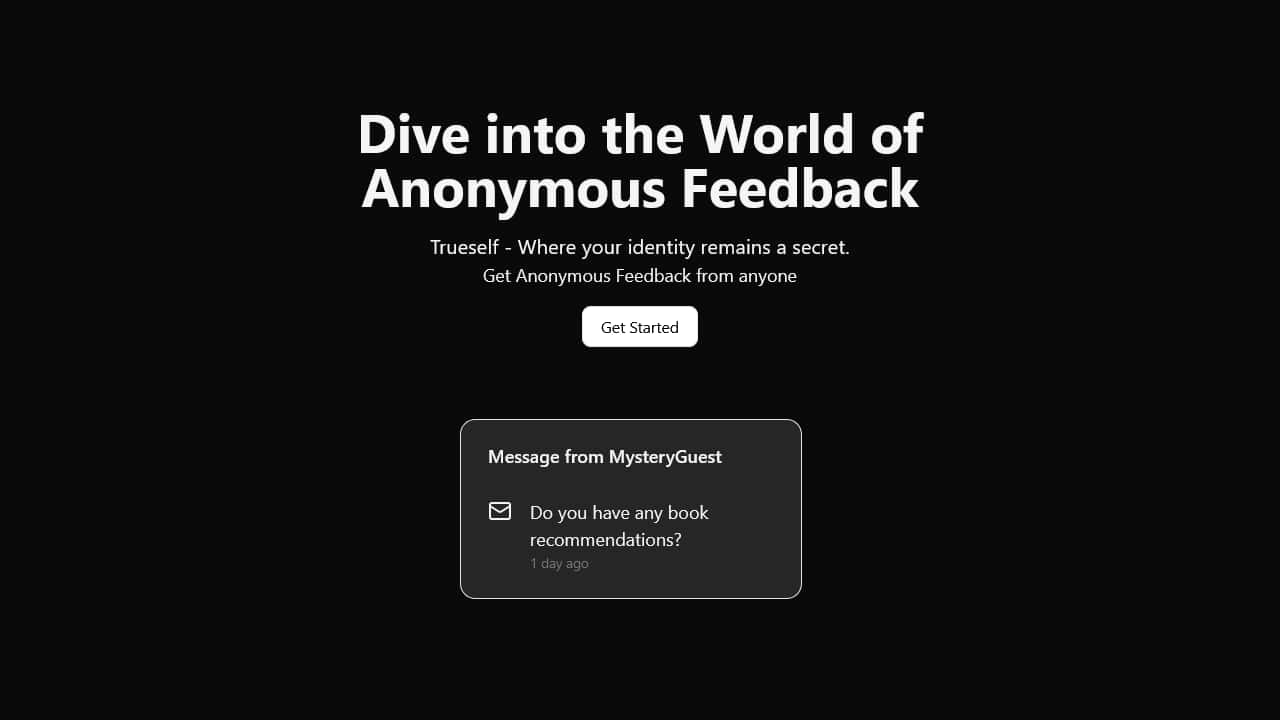 Dive into the World of
Anonymous Feedback
Trueself - Where your identity remains a secret.
Get Anonymous Feedback from anyone
Get Started
Message from MysteryGuest
Do you have any book
recommendations?
1 day ago